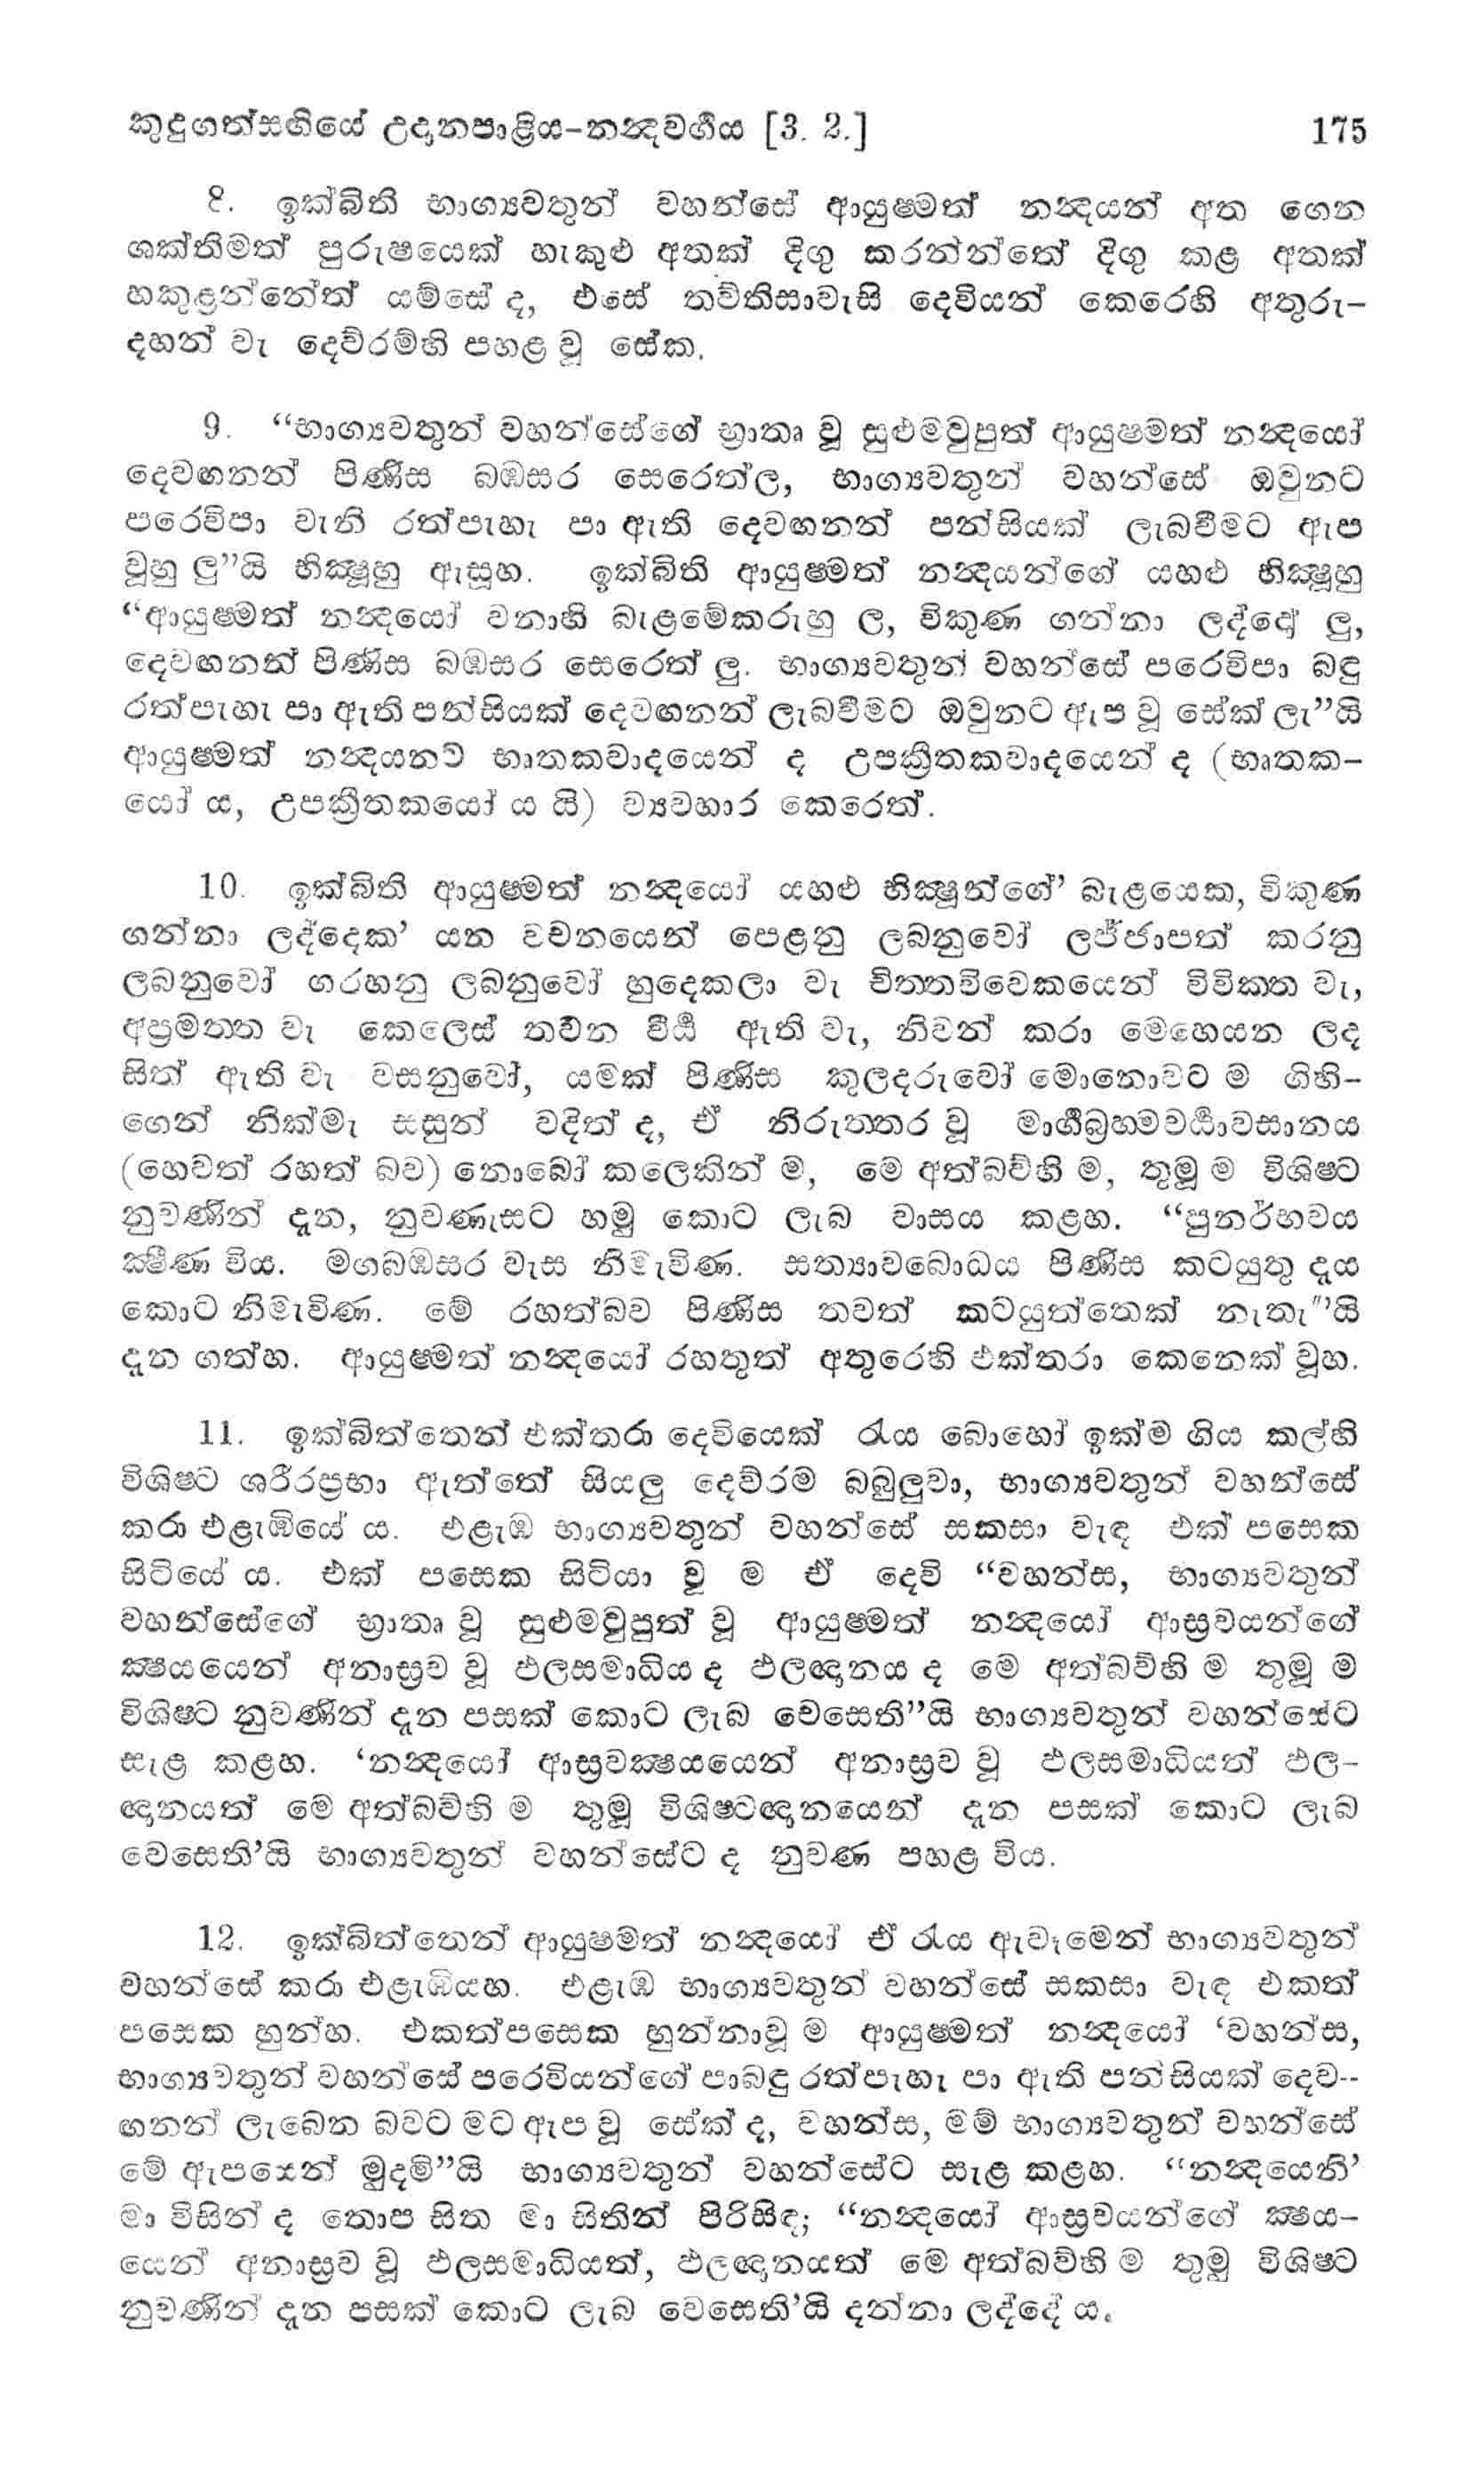 කුදුගත්සඟියේ උදානපාළිය-නන්‍දවර්‍ගය [3. 2.] 175
8. ඉක්බිති භාග්‍යවතුන් වහන්සේ ආයුෂ්මත් නන්‍දයන් අත ගෙන
ශක්තිමත් පුරුෂයෙක් හැකුළු අතක් දිගු කරන්න්තේ දිගු කළ අතක්
හකුළන්නේත් යම්සේ ද, එසේ තව්තිසාවැසි දෙවියන් කෙරෙහි අතුරු-
දහන් වැ දෙව්රම්හි පහළ වූ සේක.
9. “භාග්‍යවතුන් වහන්සේගේ භ්‍රාතෘ වූ සුළුමවුපුත් ආයුෂ්මත් නන්‍දයෝ
දෙවඟනන් පිණිස බඹසර සෙරෙත්ල, භාග්‍යවතුන් වහන්සේ ඔවුනට
පරෙවිපා වැනි රත්පැහැ පා ඇති දෙවඟනන් පන්සියක් ලැබවීමට ඇප
වූහු ලු”යි භික්‍ෂූහු ඇසූහ. ඉක්බිති ආයුෂ්මත් නන්‍දයන්ගේ යහළු භික්‍ෂූහු
“ආයුෂ්මත් නන්‍දයෝ වනාහි බැළමේකරුහු ල, විකුණ ගන්නා ලද්දෝ ලු,
දෙවඟනන් පිණිස බඹසර සෙරෙත් ලු. භාග්‍යවතුන් වහන්සේ පරෙවිපා බඳු
රත්පැහැ පා ඇති පන්සියක් දෙවඟනන් ලැබවීමට ඔවුනට ඇප වූ සේක් ලැ”යි
ආයුෂ්මත් නන්‍දයනට භෘතකවාදයෙන් ද උපක්‍රීතකවාදයෙන් ද (භෘතක-
යෝ ය, උපක්‍රීතකයෝ ය යි) ව්‍යවහාර කෙරෙත්.
10. ඉක්බිති ආයුෂ්මත් නන්‍දයෝ යහළු භික්‍ෂූන්ගේ’ බැළයෙක, විකුණ
ගන්නා ලද්දෙක’ යන වචනයෙන් පෙළනු ලබනුවෝ ලජ්ජාපත් කරනු
ලබනුවෝ ගරහනු ලබනුවෝ හුදෙකලා වැ චිත්තවිවෙකයෙන් විවික්ත වැ,
අප්‍රමත්ත වැ කෙලෙස් තවන වීර්‍ය්‍ය ඇති වැ, නිවන් කරා මෙහෙයන ලද
සිත් ඇති වැ වසනුවෝ, යමක් පිණිස කුලදරුවෝ මොනොවට ම ගිහි-
ගෙන් නික්මැ සසුන් වදිත් ද, ඒ නිරුත්තර වූ මාර්‍ගබ්‍රහ්මචර්‍ය්‍යාවසානය
(හෙවත් රහත් බව) නොබෝ කලෙකින් ම, මෙ අත්බව්හි ම, තුමූ ම විශිෂ්ට
නුවණින් දැන, නුවණැසට හමු කොට ලැබ වාසය කළහ. “පුනර්භවය
ක්‍ෂීණ විය. මගබඹසර වැස නිමැවිණ. සත්‍යාවබොධය පිණිස කටයුතු දෑය
කොට නිමැවිණ. මේ රහත්බව පිණිස තවත් කටයුත්තෙක් නැතැ”’යි
දැන ගත්හ. ආයුෂ්මත් නන්‍දයෝ රහතුන් අතුරෙහි එක්තරා කෙනෙක් වූහ.
11. ඉක්බිත්තෙන් එක්තරා දෙවියෙක් රැය බොහෝ ඉක්ම ගිය කල්හි
විශිෂ්ට ශරීරප්‍රභා ඇත්තේ සියලු දෙව්රම බබුලුවා, භාග්‍යවතුන් වහන්සේ
කරා එළැඹියේ ය. එළැඹ භාග්‍යවතුන් වහන්සේ සකසා වැඳ එක් පසෙක
සිටියේ ය. එක් පසෙක සිටියා වූ ම ඒ දෙවි “වහන්ස, භාග්‍යවතුන්
වහන්සේගේ භ්‍රාතෘ වූ සුළුමවුපුත් වූ ආයුෂ්මත් නන්‍දයෝ ආස්‍රවයන්ගේ
ක්‍ෂයයෙන් අනාස්‍රව වූ ඵලසමාධිය ද ඵලඥානය ද මෙ අත්බව්හි ම තුමූ ම
විශිෂ්ට නුවණින් දැන පසක් කොට ලැබ වෙසෙති”යි භාග්‍යවතුන් වහන්සේට
සැළ කළහ. ‘නන්‍දයෝ ආස්‍රවක්‍ෂයයෙන් අනාස්‍රව වූ ඵලසමාධියත් ඵල-
ඥානයත් මෙ අත්බව්හි ම තුමූ විශිෂ්ටඥානයෙන් දැන පසක් කොට ලැබ
වෙසෙති’යි භාග්‍යවතුන් වහන්සේට ද නුවණ පහළ විය.
12. ඉක්බිත්තෙන් ආයුෂ්මත් නන්‍දයෝ ඒ රැය ඇවෑමෙන් භාග්‍යවතුන්
වහන්සේ කරා එළැඹියහ. එළැඹ භාග්‍යවතුන් වහන්සේ සකසා වැඳ එකත්
පසෙක හුන්හ. එකත්පසෙක හුන්නාවූ ම ආයුෂ්මත් නන්‍දයෝ ‘වහන්ස,
භාග්‍යවතුන් වහන්සේ පරෙවියන්ගේ පාබඳු රත්පැහැ පා ඇති පන්සියක් දෙව--
ඟනන් ලැබෙන බවට මට ඇප වූ සේක් ද, වහන්ස, මම් භාග්‍යවතුන් වහන්සේ
මේ ඇපයෙන් මුදමි”යි භාග්‍යවතුන් වහන්සේට සැළ කළහ. “නන්‍දයෙනි’
මා විසින් ද තොප සිත මා සිතින් පිරිසිඳ; “නන්‍දයෝ ආස්‍රවයන්ගේ ක්‍ෂය-
යෙන් අනාස්‍රව වූ ඵලසමාධියත්, ඵලඥානයත් මෙ අත්බව්හි ම තුමූ විශිෂ්ට
නුවණින් දැන පසක් කොට ලැබ වෙසෙති’යි දන්නා ලද්දේ ය.